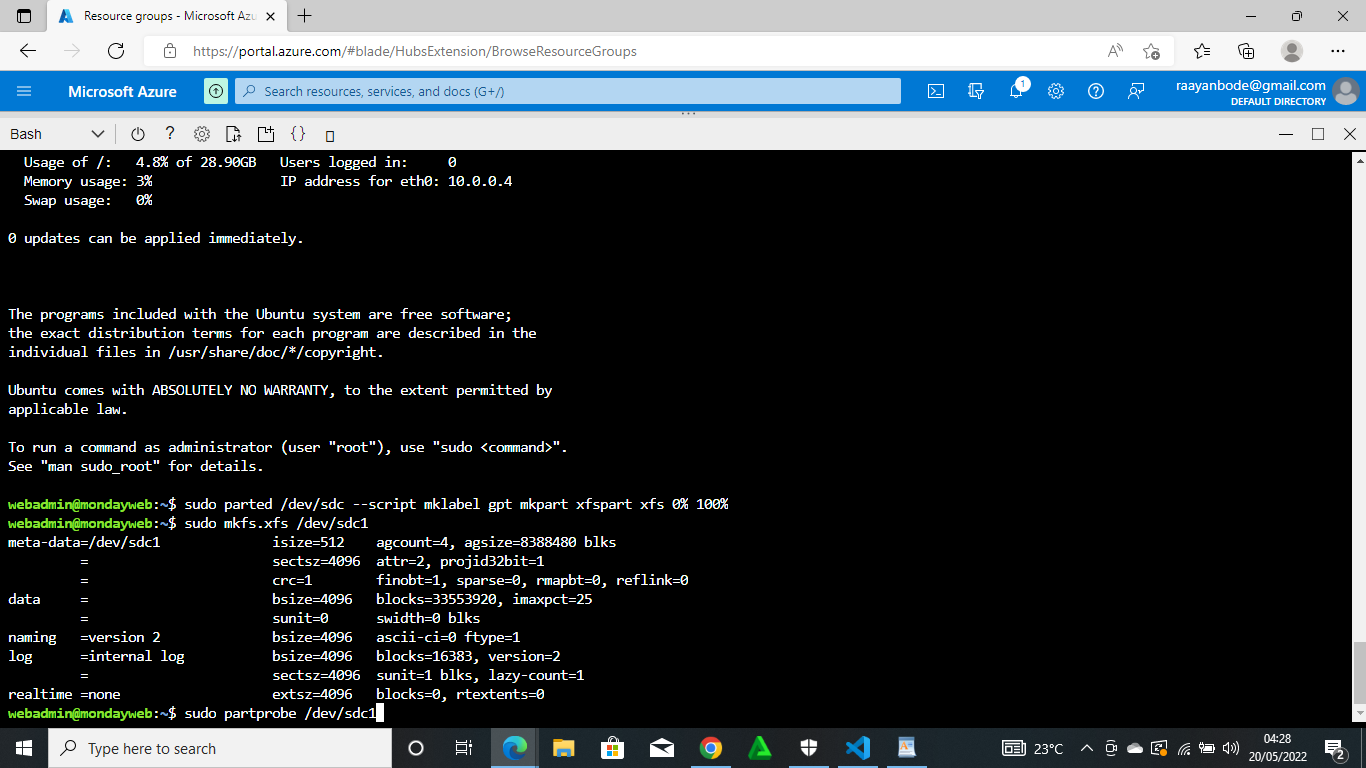 Resource groups - Microsoft Azu
https://portal.azure.com/#blade/HubsExtension/BrowseResourceGroups
Microsoft Azure
Search resources, services, and docs (G+/)
1
raayanbode@gmail.com
DEFAULT DIRECTORY
Bash
?
{}
Usage of /:   4.8% of 28.90GB   Users logged in:     0
Memory usage: 3%                IP address for eth0: 10.0.0.4
Swap usage:   0%
0 updates can be applied immediately.
The programs included with the Ubuntu system are free software;
the exact distribution terms for each program are described in the
individual files in /usr/share/doc/*/copyright.
Ubuntu comes with ABSOLUTELY NO WARRANTY, to the extent permitted by
applicable law.
To run a command as administrator (user "root"), use "sudo <command>".
See "man sudo_root" for details.
webadmin@mondayweb:~$ sudo parted /dev/sdc --script mklabel gpt mkpart xfspart xfs 0% 100%
webadmin@mondayweb:~$ sudo mkfs.xfs /dev/sdc1
meta-data=/dev/sdc1              isize=512    agcount=4, agsize=8388480 blks
         =                       sectsz=4096  attr=2, projid32bit=1
         =                       crc=1        finobt=1, sparse=0, rmapbt=0, reflink=0
data     =                       bsize=4096   blocks=33553920, imaxpct=25
         =                       sunit=0      swidth=0 blks
naming   =version 2              bsize=4096   ascii-ci=0 ftype=1
log      =internal log           bsize=4096   blocks=16383, version=2
         =                       sectsz=4096  sunit=1 blks, lazy-count=1
realtime =none                   extsz=4096   blocks=0, rtextents=0
webadmin@mondayweb:~$ sudo partprobe /dev/sdc1
Type here to search
23°C
04:28
20/05/2022
2